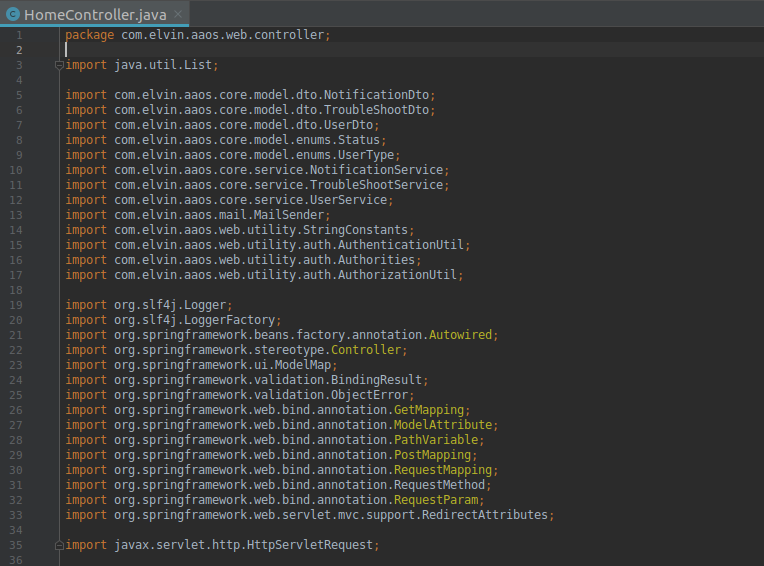 C HomeController.java ×
1 package com.elvin.aaos.web.controller;
2
3 import java.util.List;
4
5 import com.elvin.aaos.core.model.dto.NotificationDto;
6 import com.elvin.aaos.core.model.dto.TroubleShootDto;
7 import com.elvin.aaos.core.model.dto.UserDto;
8 import com.elvin.aaos.core.model.enums.Status;
9 import com.elvin.aaos.core.model.enums.UserType;
10 import com.elvin.aaos.core.service.NotificationService;
11 import com.elvin.aaos.core.service.TroubleShootService;
12 import com.elvin.aaos.core.service.UserService;
13 import com.elvin.aaos.mail.MailSender;
14 import com.elvin.aaos.web.utility.StringConstants;
15 import com.elvin.aaos.web.utility.auth.AuthenticationUtil;
16 import com.elvin.aaos.web.utility.auth.Authorities;
17 import com.elvin.aaos.web.utility.auth.AuthorizationUtil;
18
19 import org.slf4j.Logger;
20 import org.slf4j.LoggerFactory;
21 import org.springframework.beans.factory.annotation.Autowired;
22 import org.springframework.stereotype.Controller;
23 import org.springframework.ui.ModelMap;
24 import org.springframework.validation.BindingResult;
25 import org.springframework.validation.ObjectError;
26 import org.springframework.web.bind.annotation.GetMapping;
27 import org.springframework.web.bind.annotation.ModelAttribute;
28 import org.springframework.web.bind.annotation.PathVariable;
29 import org.springframework.web.bind.annotation.PostMapping;
30 import org.springframework.web.bind.annotation.RequestMapping;
31 import org.springframework.web.bind.annotation.RequestMethod;
32 import org.springframework.web.bind.annotation.RequestParam;
33 import org.springframework.web.servlet.mvc.support.RedirectAttributes;
34
35 import javax.servlet.http.HttpServletRequest;
36